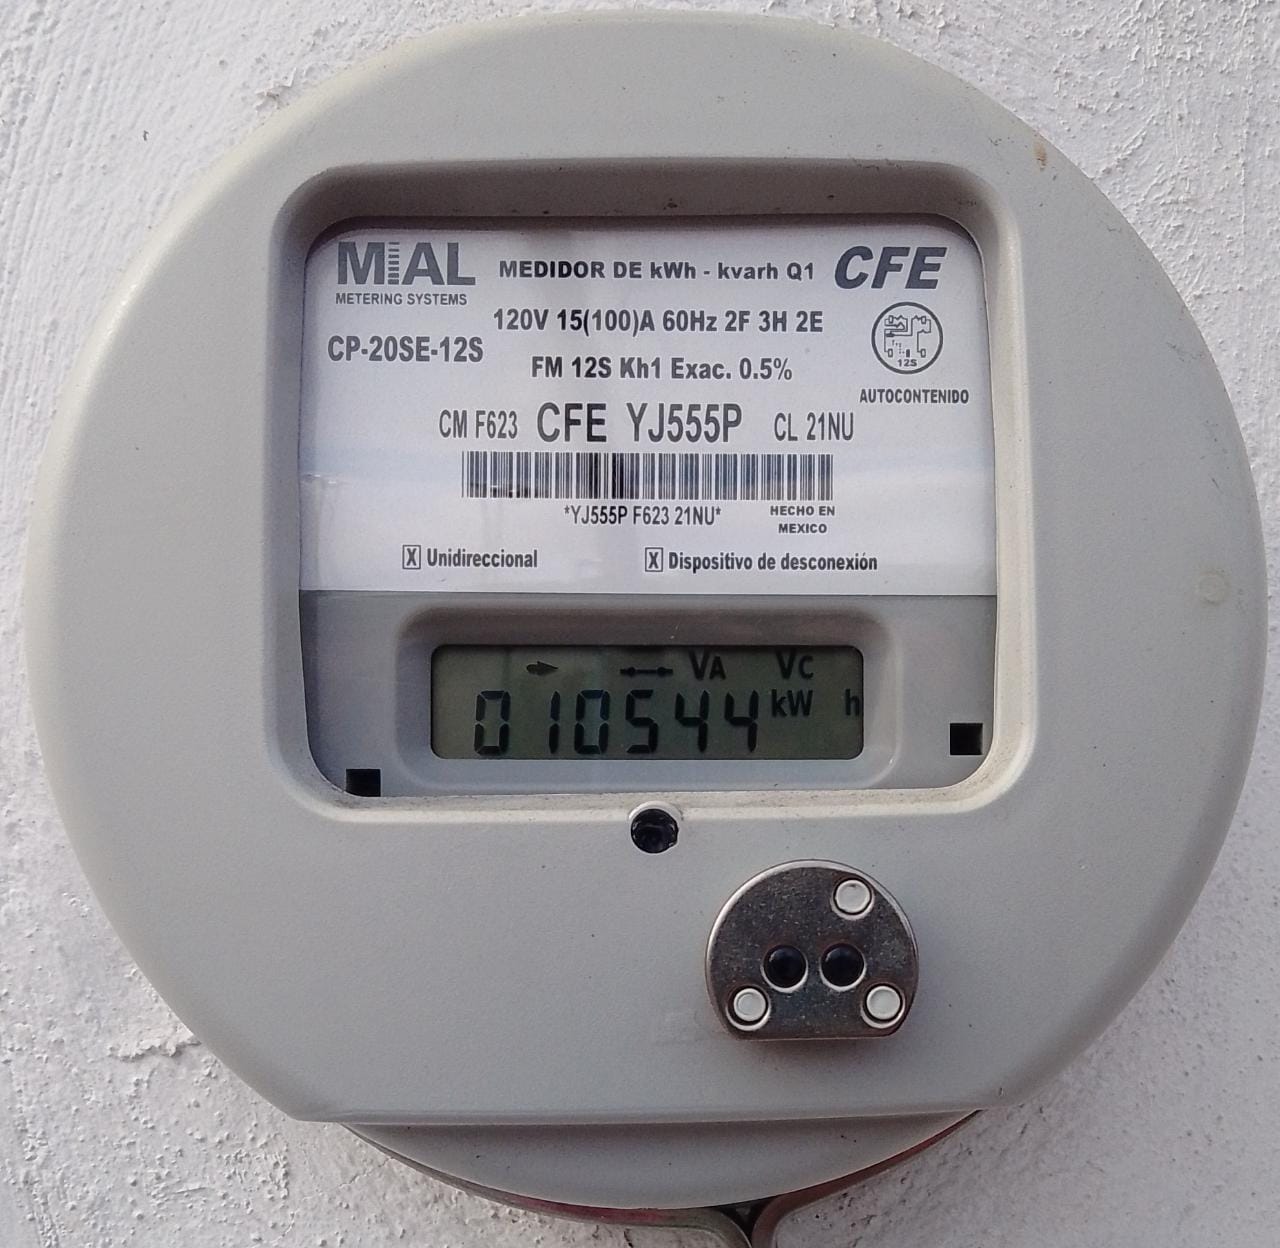 MIAL
METERING SYSTEMS
MEDIDOR DE kWh - kvarh Q1
CFE
120V 15(100)A 60Hz 2F 3H 2E
CP-20SE-12S
FM 12S Kh1 Exac. 0.5%
12S
AUTOCONTENIDO
CM F623 CFE YJ555P CL 21NU
*YJ555P F623 21NU*
HECHO EN
MEXICO
X Unidireccional
X Dispositivo de desconexión
VA VC
010544 kW h